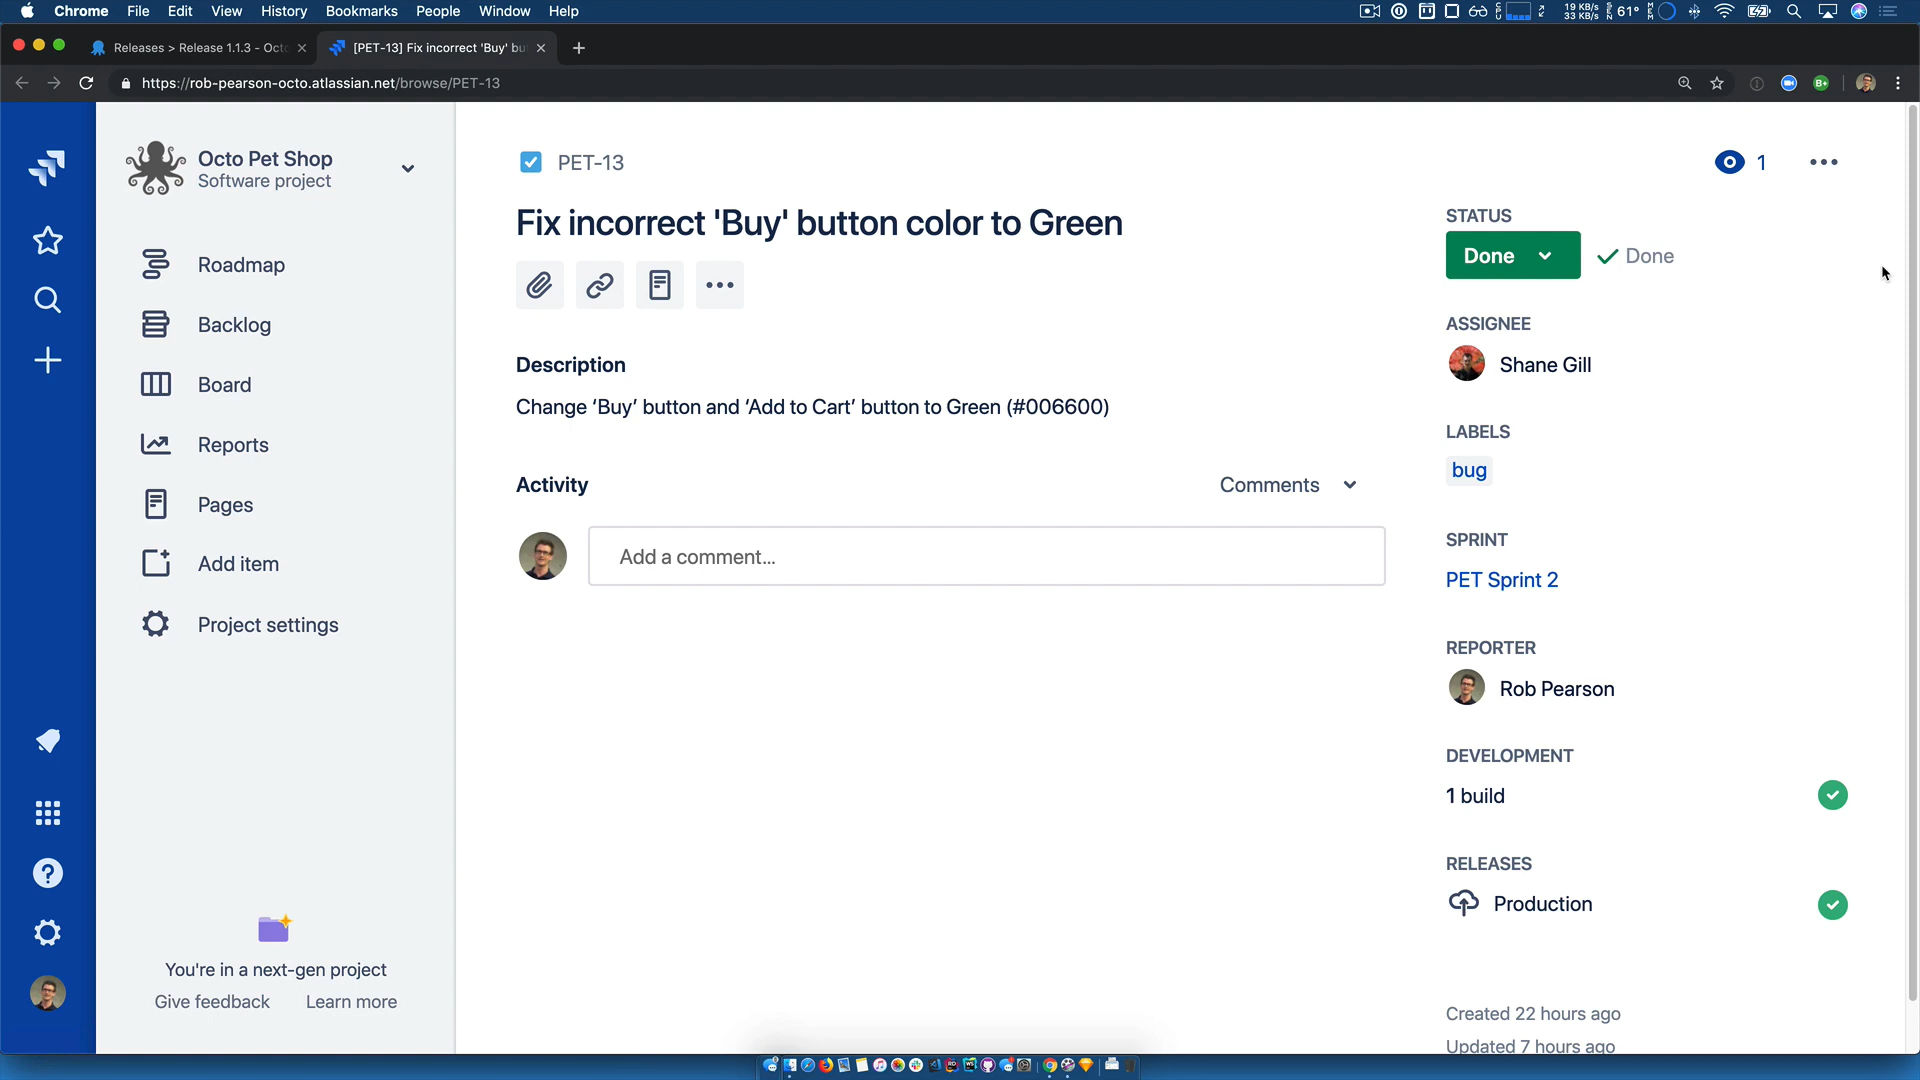 Chrome File Edit View History Bookmarks People Window Help
19 KB/s
33 KB/s
61°
Releases > Release 1.1.3 - Octo
[PET-13] Fix incorrect 'Buy' bu
https://rob-pearson-octo.atlassian.net/browse/PET-13
Octo Pet Shop
Software project
Roadmap
Backlog
Board
Reports
Pages
Add item
Project settings
You're in a next-gen project
Give feedback Learn more
PET-13
1
Fix incorrect 'Buy' button color to Green
Description
Change ‘Buy’ button and ‘Add to Cart’ button to Green (#006600)
Activity
Comments
Add a comment…
STATUS
Done
Done
ASSIGNEE
Shane Gill
LABELS
bug
SPRINT
PET Sprint 2
REPORTER
Rob Pearson
DEVELOPMENT
1 build
RELEASES
Production
Created 22 hours ago
Updated 7 hours ago